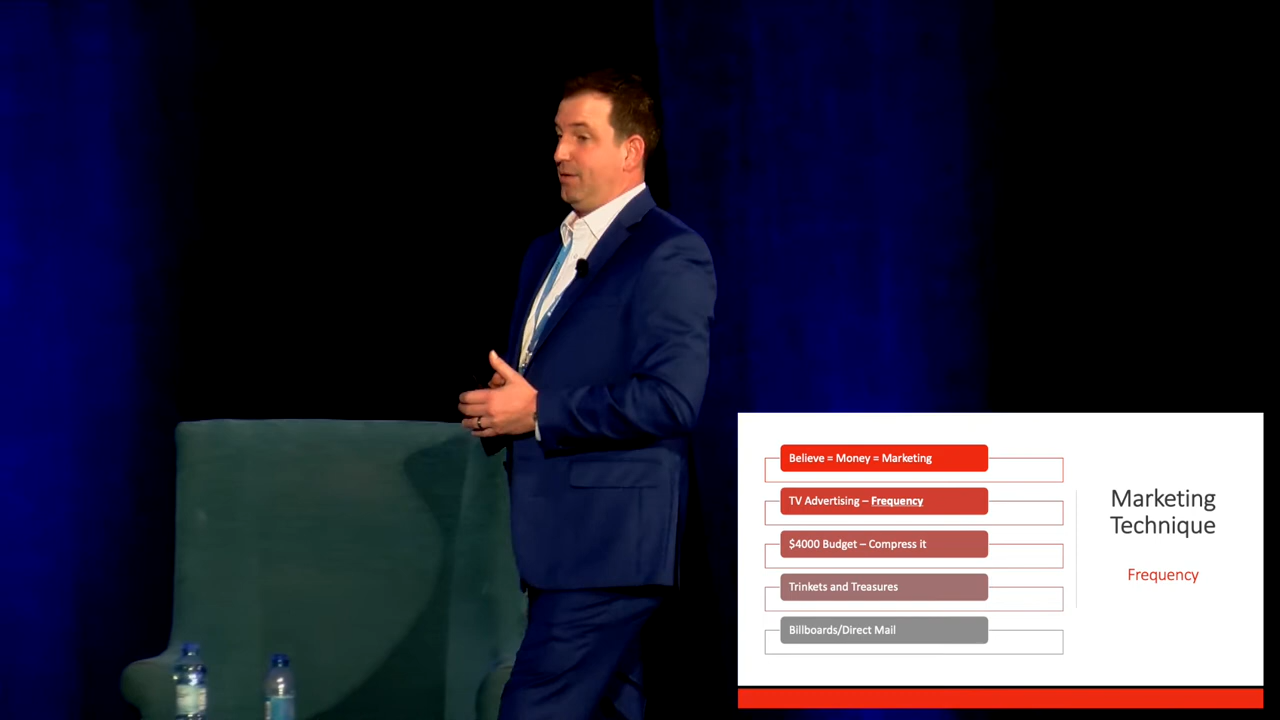 Believe = Money = Marketing
TV Advertising – Frequency
$4000 Budget – Compress it
Trinkets and Treasures
Billboards/Direct Mail
Marketing
Technique
Frequency